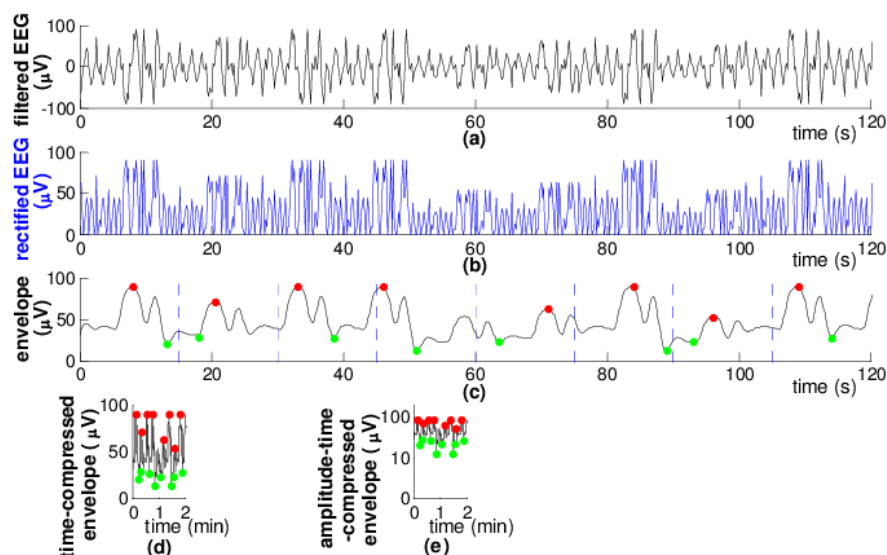 filtered EEG
(µV)
100
0
-100
0
20
40
60
80
100
120
(a)
time (s)
rectified EEG
µV)
100
50
0
0
20
40
60
80
100
120
(b)
time (s)
envelope
(µV)
100
50
0
0
20
40
60
80
100
120
(c)
time (s)
time-compressed
envelope ( µV)
100
50
0
0
1
2
time (min)
(d)
amplitude-time
-compressed
envelope ( µV)
100
10
0
0
1
2
time (min)
(e)